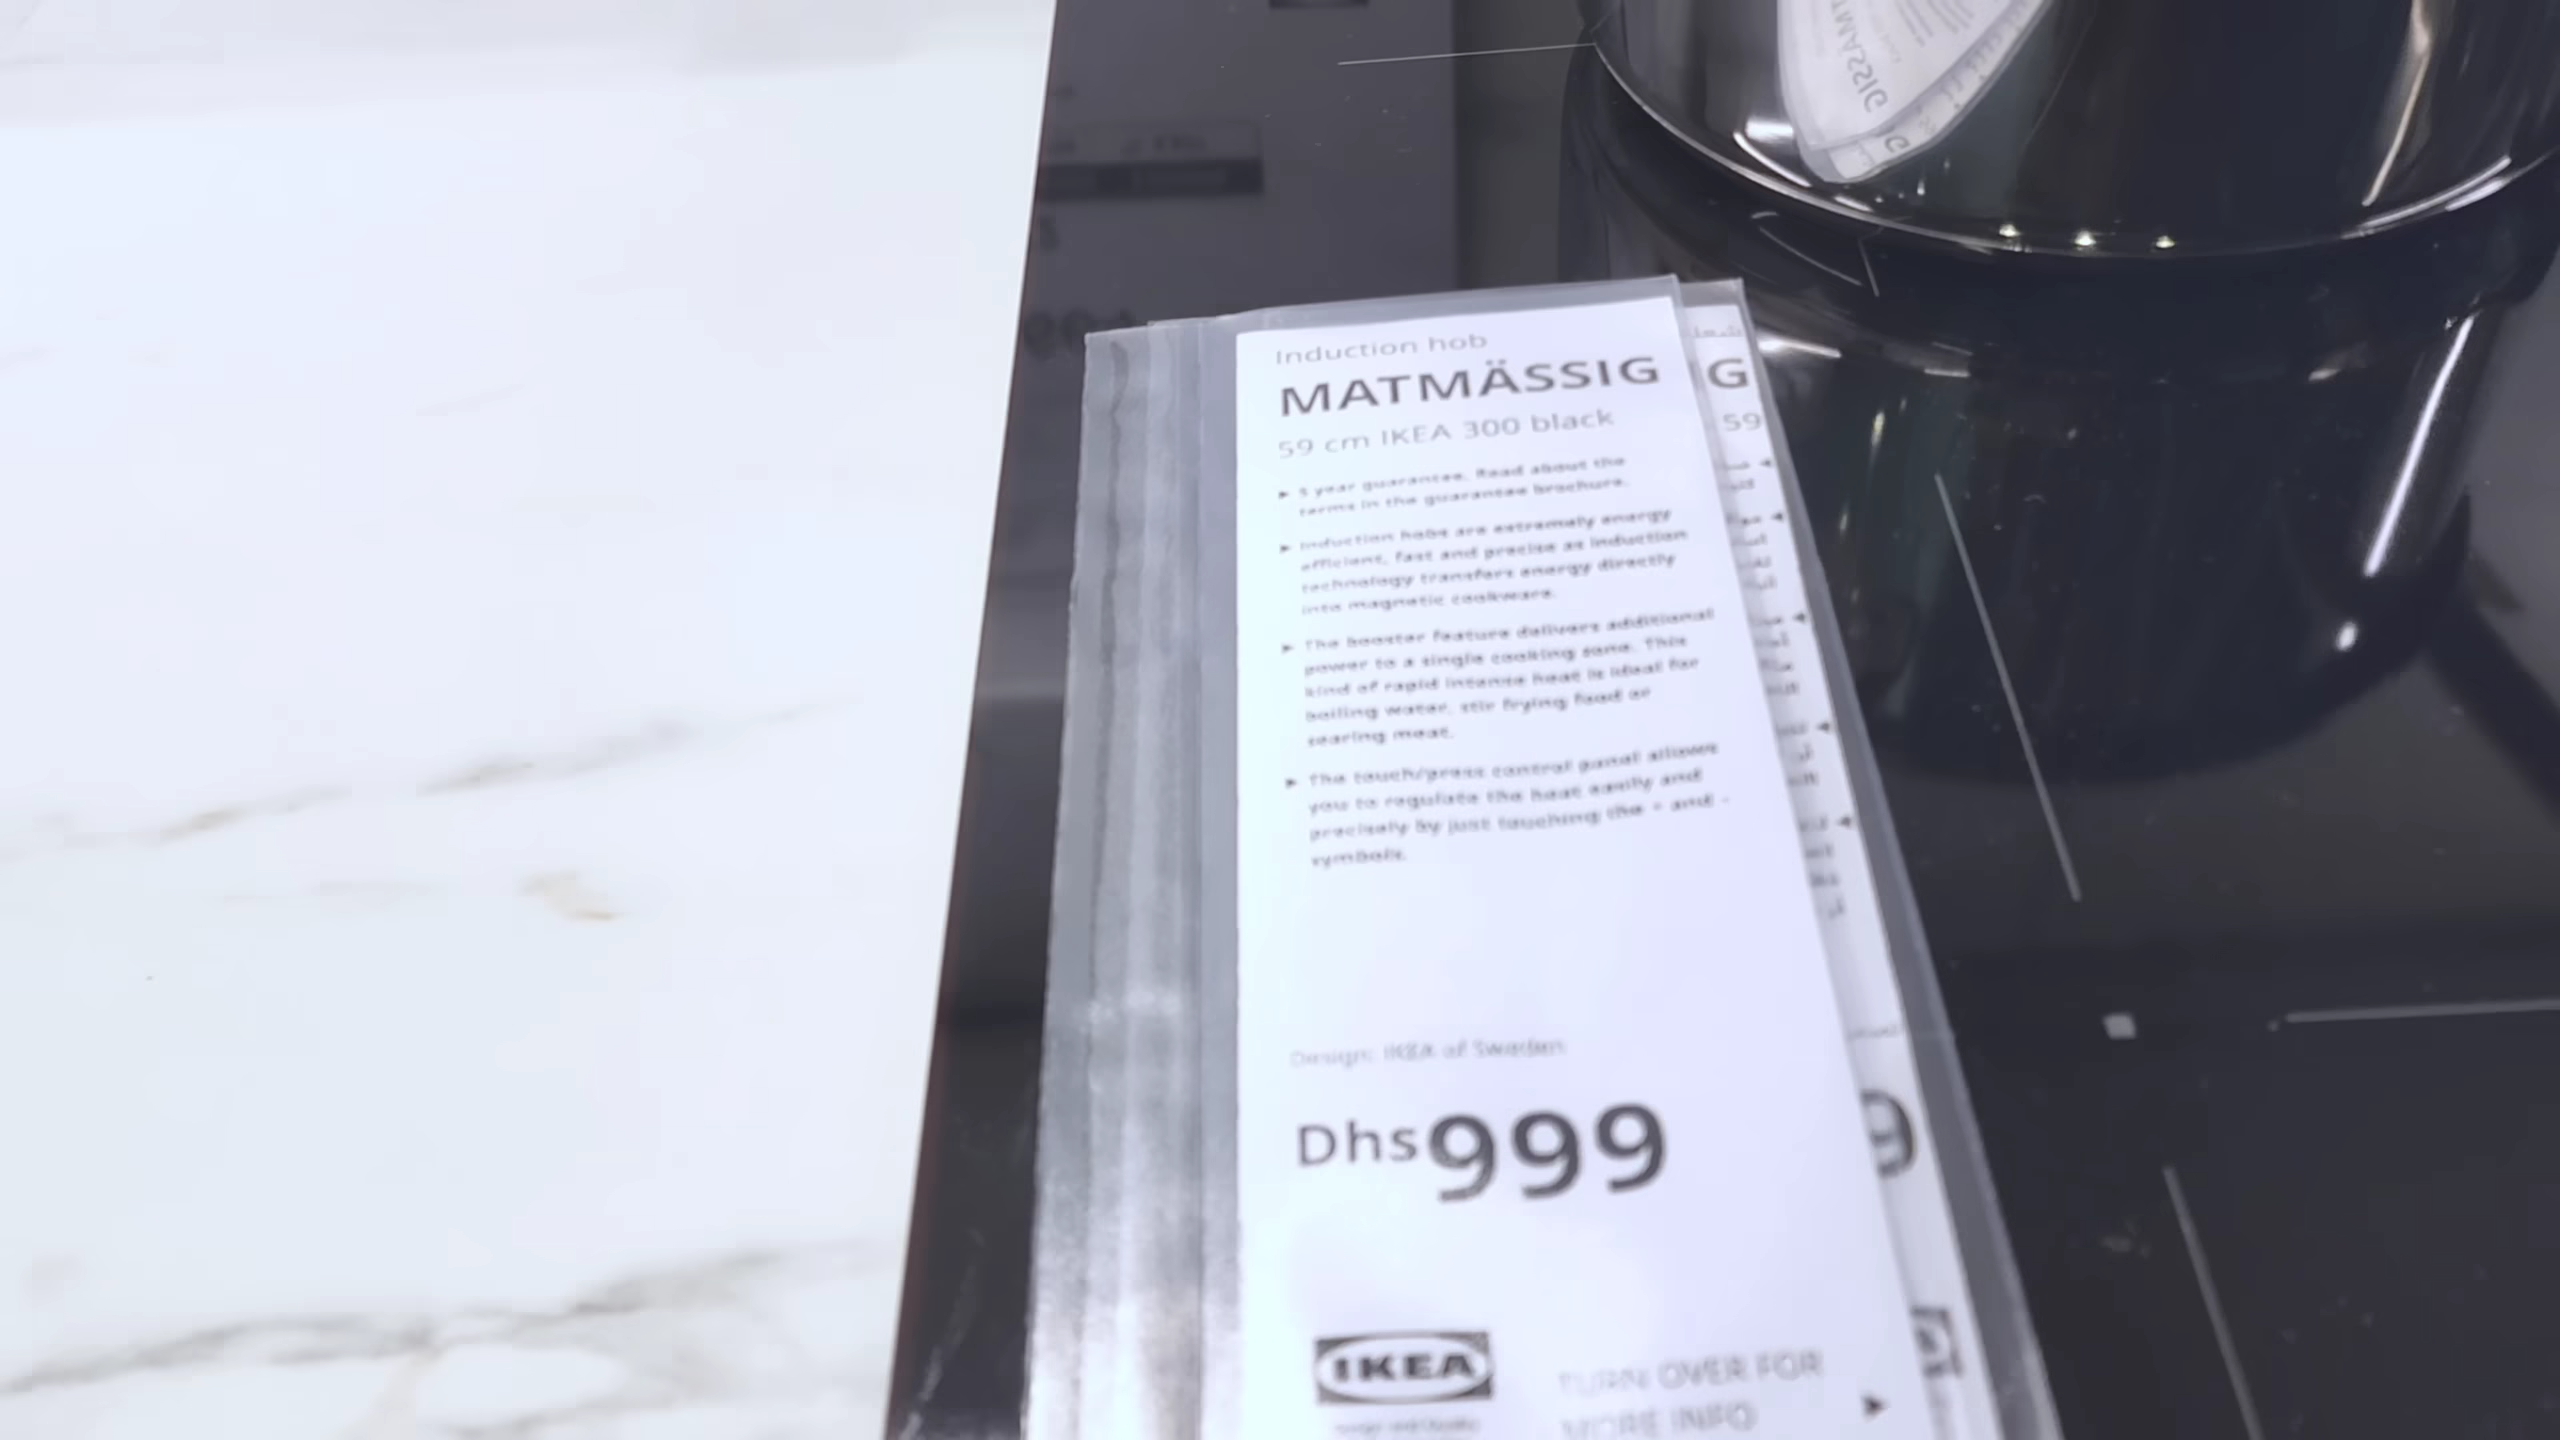 Induction hob
MATMÄSSIG
59 cm IKEA 300 black
▸ 5 year guarantee. Read about the
terms in the guarantee brochure.
▸ Induction hobs are extremely energy
efficient, fast and precise as induction
technology transfers energy directly
into magnetic cookware.
▸ The booster feature delivers additional
power to a single cooking zone. This
kind of rapid intense heat is ideal for
boiling water, stir frying food or
searing meat.
▸ The touch/press control panel allows
you to regulate the heat easily and
precisely by just touching the + and -
symbols.
Design: IKEA of Sweden
Dhs999
IKEA
TURN OVER FOR
MORE INFO
G
59
9